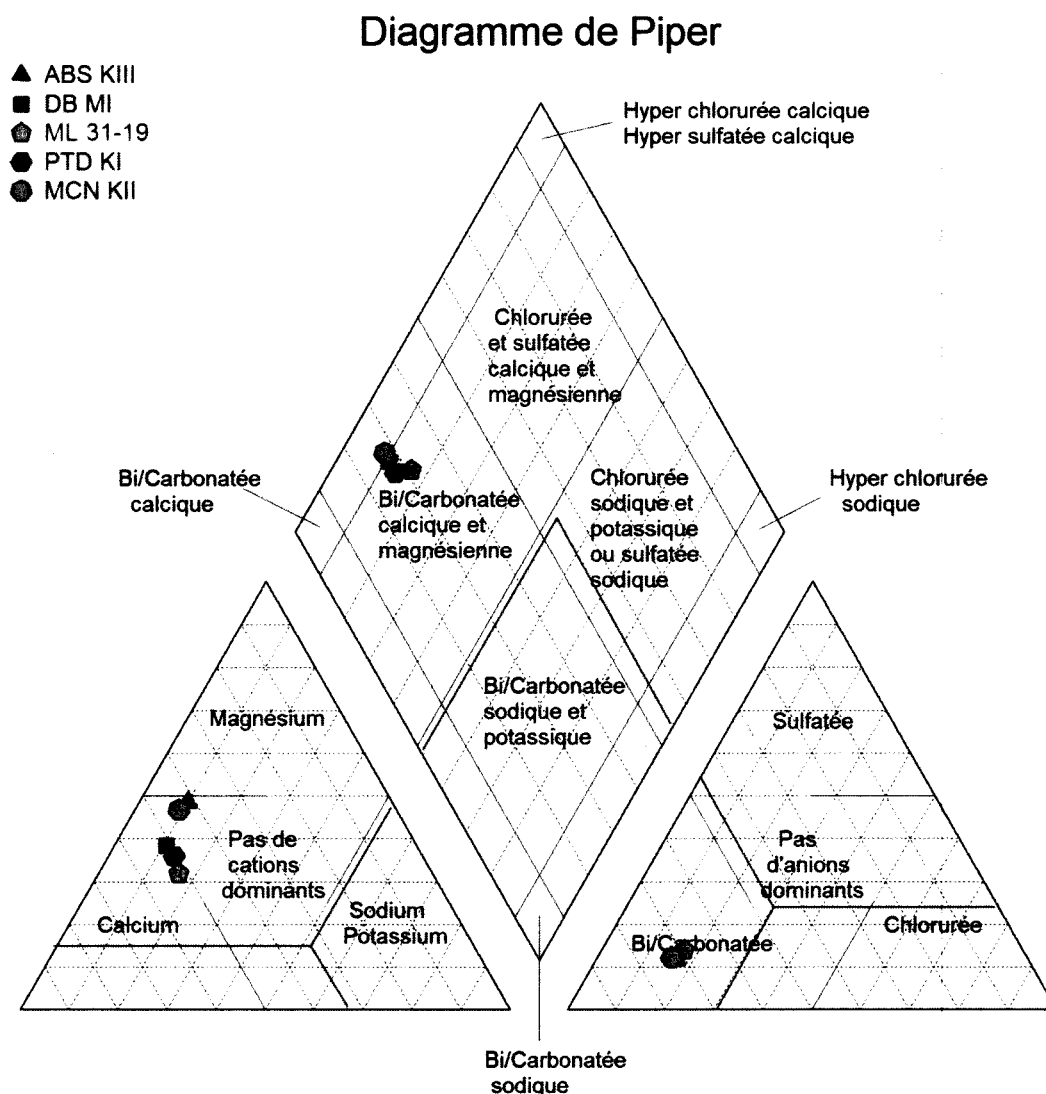 Diagramme de Piper
ABS KIII
DB MI
ML 31-19
PTD KI
MCN KII
Hyper chlorurée calcique
Hyper sulfatée calcique
Chlorurée
et sulfatée
calcique et
magnésienne
Bi/Carbonatée
calcique
Bi/Carbonatée
calcique et
magnésienne
Chlorurée
sodique et
potassique
ou sulfatée
sodique
Hyper chlorurée
sodique
Bi/Carbonatée
sodique et
potassique
Magnésium
Pas de
cations
dominants
Calcium
Sodium
Potassium
Sulfatée
Pas
d'anions
dominants
Bi/Carbonatée
Chlorurée
Bi/Carbonatée
sodique